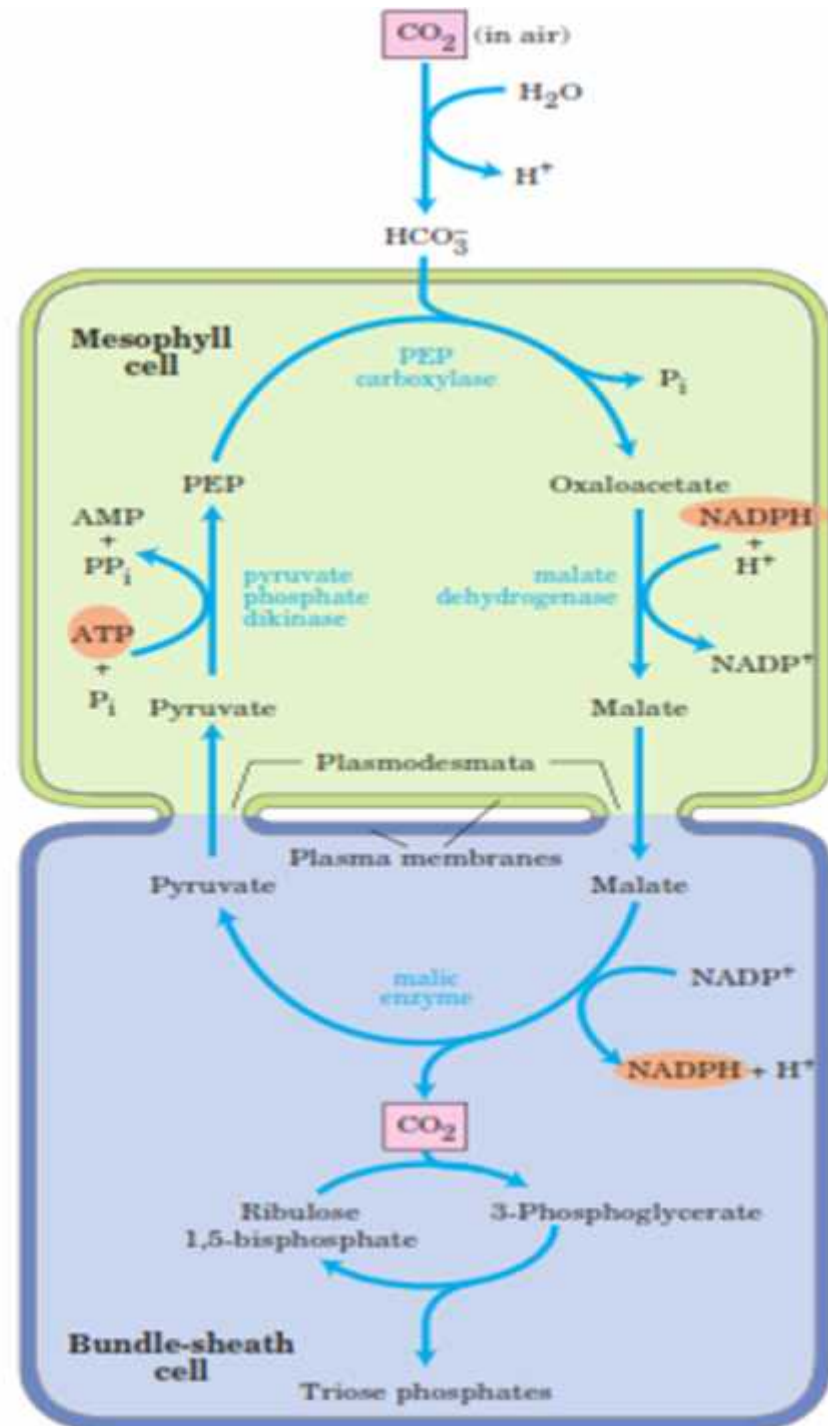 CO₂ (in air)
H₂O
H⁺
HCO₃⁻
Mesophyll
cell
PEP
carboxylase
Pᵢ
PEP
Oxaloacetate
AMP
+
PPᵢ
NADPH
+
H⁺
pyruvate
phosphate
dikinase
malate
dehydrogenase
ATP
+
Pᵢ
NADP⁺
Pyruvate
Malate
Plasmodesmata
Plasma membranes
Pyruvate
Malate
malic
enzyme
NADP⁺
NADPH + H⁺
CO₂
Ribulose
1,5-bisphosphate
3-Phosphoglycerate
Bundle-sheath
cell
Triose phosphates